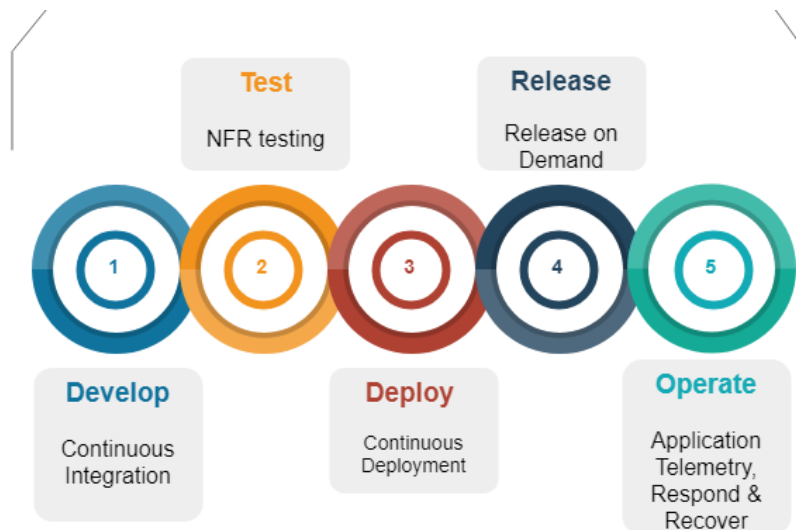 Test
NFR testing
Release
Release on
Demand
1
2
3
4
5
Develop
Continuous
Integration
Deploy
Continuous
Deployment
Operate
Application
Telemetry,
Respond &
Recover